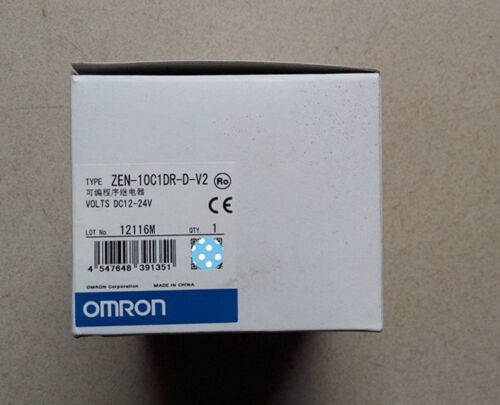 TYPE ZEN-10C1DR-D-V2 Ro
可编程序继电器
VOLTS DC12-24V
CE
LOT No. 12116M QTY. 1
4 547648 391351
OMRON Corporation MADE IN CHINA
OMRON